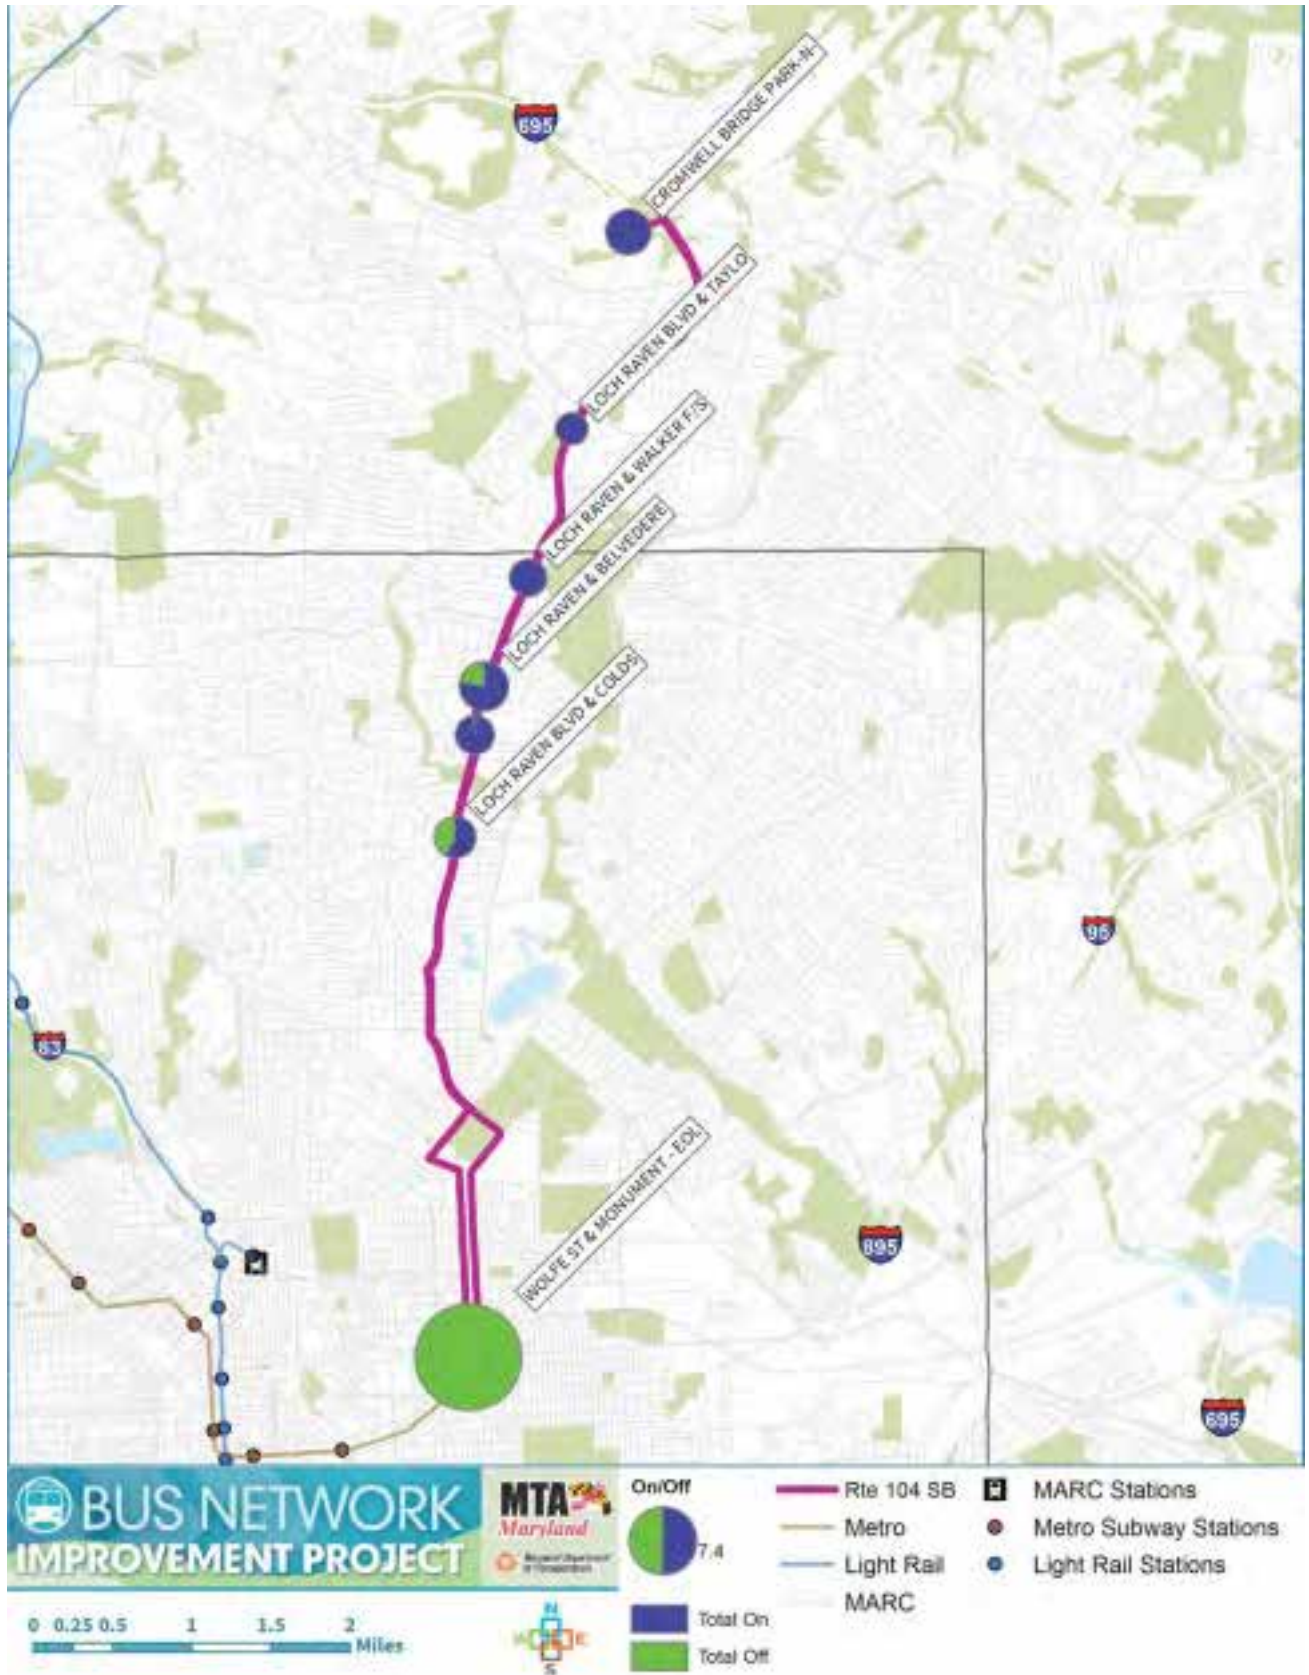 695
CROMWELL BRIDGE PARK-N-
LOCH RAVEN BLVD & TAYLO
LOCH RAVEN & WALKER F/S
LOCH RAVEN & BELVEDERE
LOCH RAVEN BLVD & COLDS
95
83
WOLFE ST & MONUMENT - EOL
895
695
BUS NETWORK
IMPROVEMENT PROJECT
MTA
Maryland
On/Off
7.4
Total On
Total Off
Rte 104 SB
Metro
Light Rail
MARC
MARC Stations
Metro Subway Stations
Light Rail Stations
0 0.25 0.5 1 1.5 2
Miles
N
W E
S